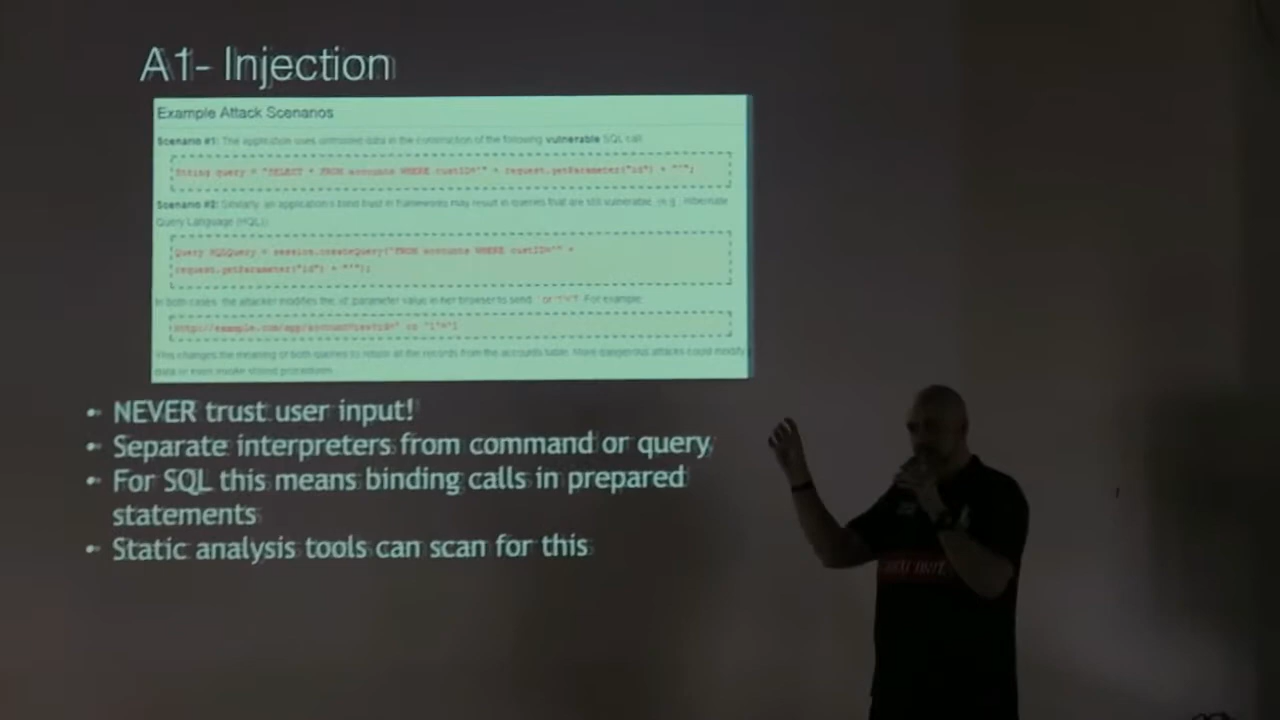 A1- Injection
Example Attack Scenarios
Scenario #1: The application uses untrusted data in the construction of the following vulnerable SQL call
String query = "SELECT * FROM accounts WHERE custID='" + request.getParameter("id") + "'";
Scenario #2: Similarly, an application's blind trust in frameworks may result in queries that are still vulnerable, (e.g., Hibernate
Query Language (HQL))
Query HQLQuery = session.createQuery("FROM accounts WHERE custID='" +
request.getParameter("id") + "'");
In both cases, the attacker modifies the 'id' parameter value in her browser to send: ' or '1'='1. For example:
http://example.com/app/accountView?id=' or '1'='1
This changes the meaning of both queries to return all the records from the accounts table. More dangerous attacks could modify
data or even invoke stored procedures.
• NEVER trust user input!
• Separate interpreters from command or query,
• For SQL this means binding calls in prepared
statements
• Static analysis tools can scan for this